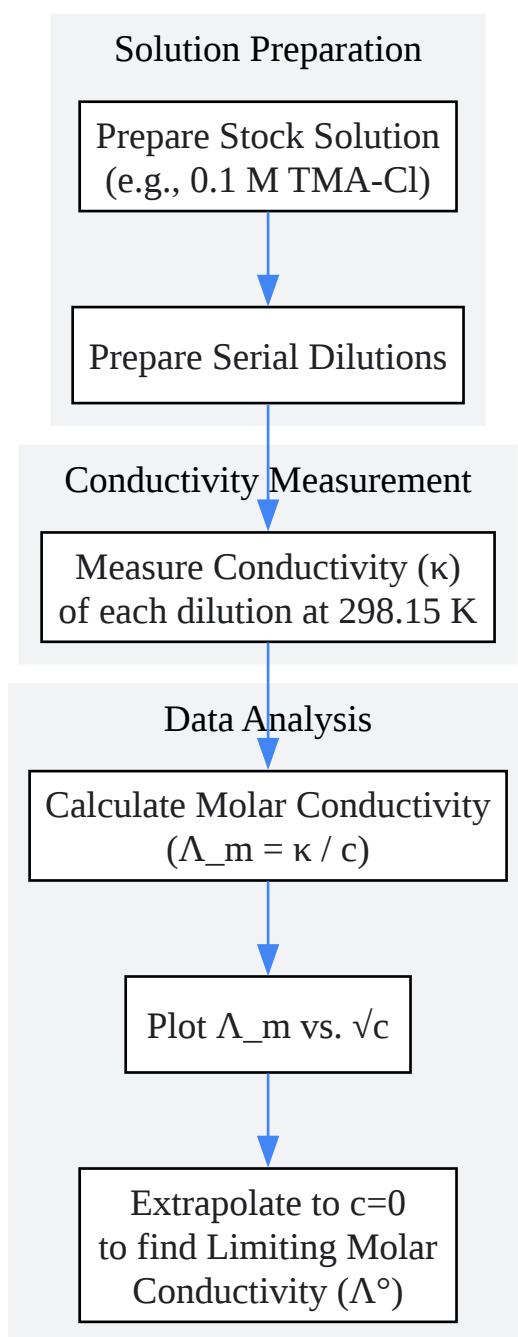 Solution Preparation
Prepare Stock Solution
(e.g., 0.1 M TMA-Cl)
Prepare Serial Dilutions
Conductivity Measurement
Measure Conductivity (κ)
of each dilution at 298.15 K
Data Analysis
Calculate Molar Conductivity
(Λ_m = κ / c)
Plot Λ_m vs. √c
Extrapolate to c=0
to find Limiting Molar
Conductivity (Λ°)